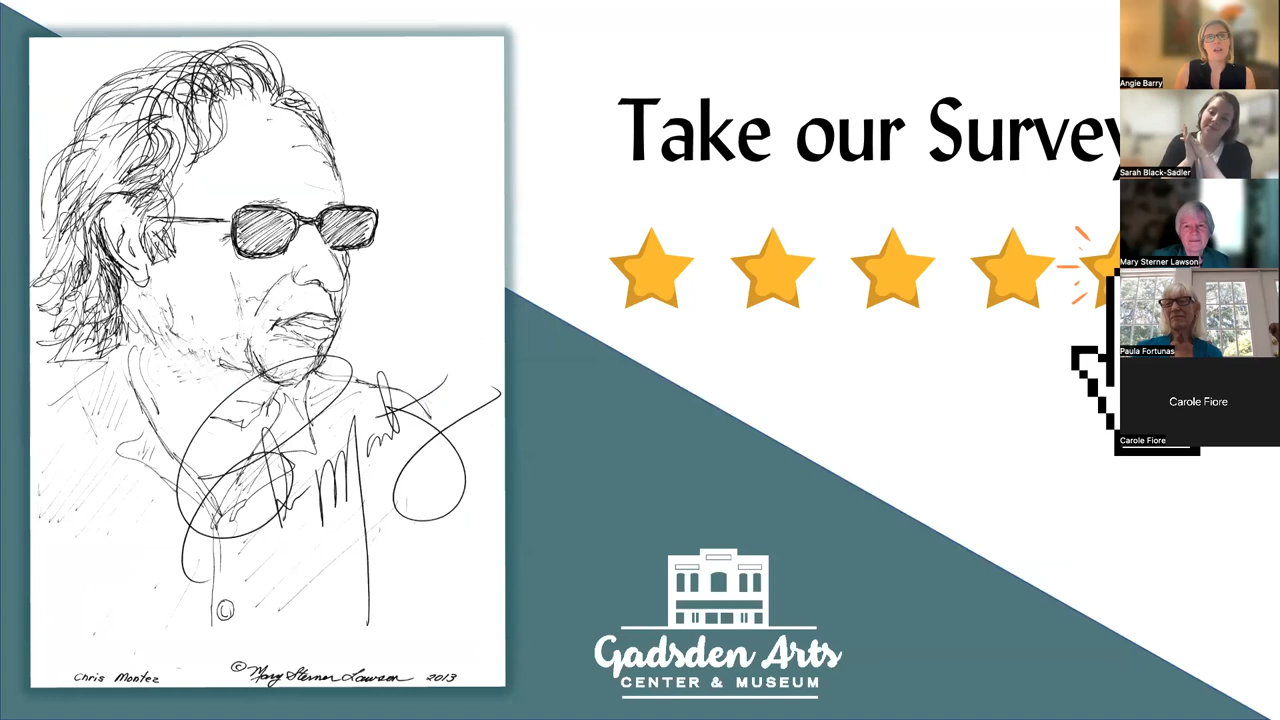 Take our Survey
Gadsden Arts
CENTER & MUSEUM
Chris Montez
© Mary Sterner Lawson 2013
Angie Barry
Sarah Black-Sadler
Mary Sterner Lawson
Paula Fortunas
Carole Fiore
Carole Fiore